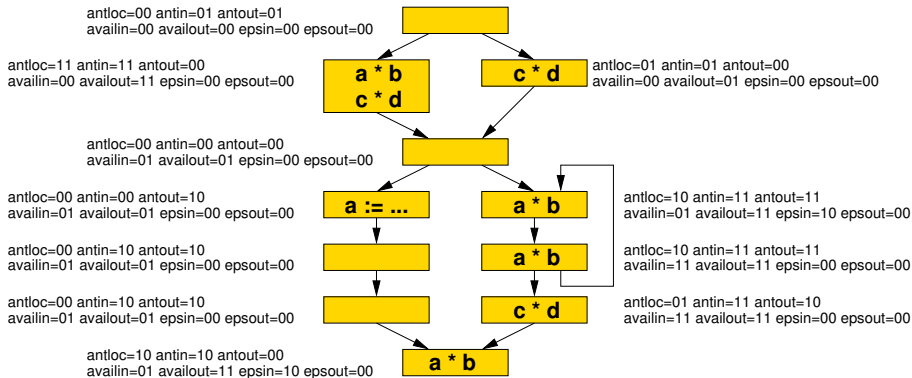 antloc=00 antin=01 antout=01
availin=00 availout=00 epsin=00 epsout=00
antloc=11 antin=11 antout=00
availin=00 availout=11 epsin=00 epsout=00
a * b
c * d
c * d
antloc=01 antin=01 antout=00
availin=00 availout=01 epsin=00 epsout=00
antloc=00 antin=00 antout=00
availin=01 availout=01 epsin=00 epsout=00
antloc=00 antin=00 antout=10
availin=01 availout=01 epsin=00 epsout=00
a := ...
a * b
antloc=10 antin=11 antout=11
availin=01 availout=11 epsin=10 epsout=00
antloc=00 antin=10 antout=10
availin=01 availout=01 epsin=00 epsout=00
a * b
antloc=10 antin=11 antout=11
availin=11 availout=11 epsin=00 epsout=00
antloc=00 antin=10 antout=10
availin=01 availout=01 epsin=00 epsout=00
c * d
antloc=01 antin=11 antout=10
availin=11 availout=11 epsin=00 epsout=00
antloc=10 antin=10 antout=00
availin=01 availout=11 epsin=10 epsout=00
a * b